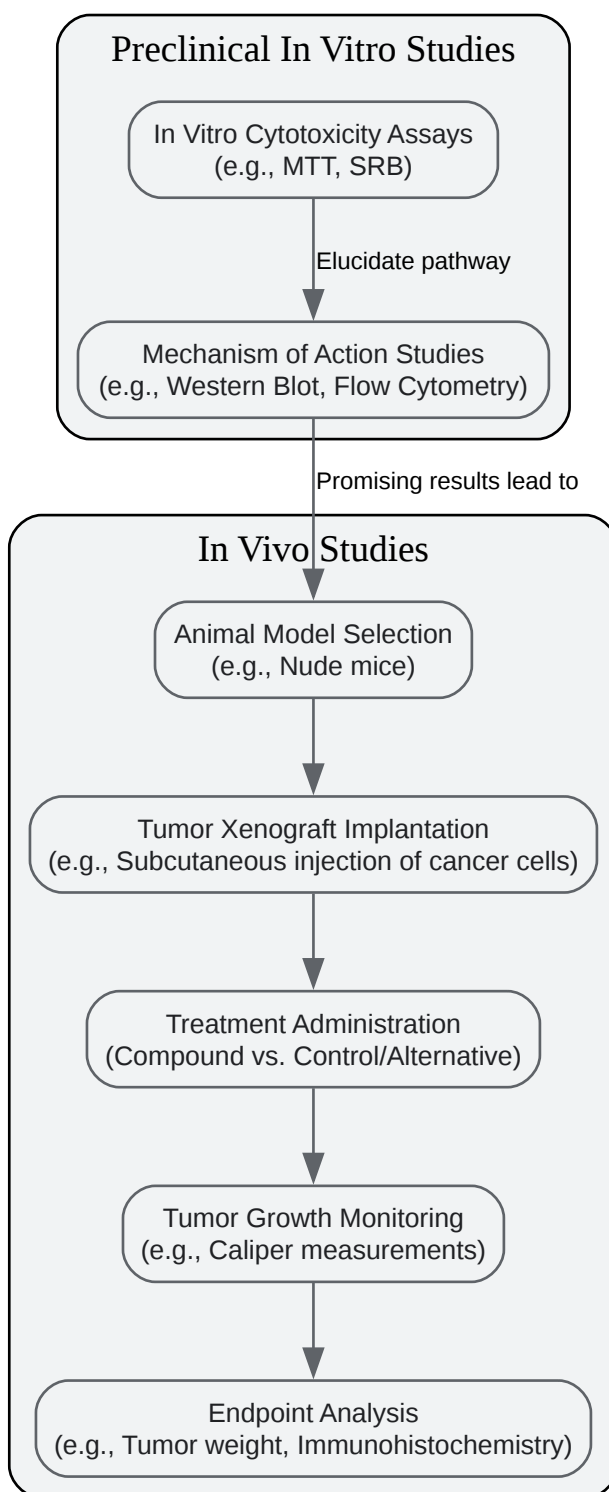 Preclinical In Vitro Studies
In Vitro Cytotoxicity Assays
(e.g., MTT, SRB)
Elucidate pathway
Mechanism of Action Studies
(e.g., Western Blot, Flow Cytometry)
Promising results lead to
In Vivo Studies
Animal Model Selection
(e.g., Nude mice)
Tumor Xenograft Implantation
(e.g., Subcutaneous injection of cancer cells)
Treatment Administration
(Compound vs. Control/Alternative)
Tumor Growth Monitoring
(e.g., Caliper measurements)
Endpoint Analysis
(e.g., Tumor weight, Immunohistochemistry)